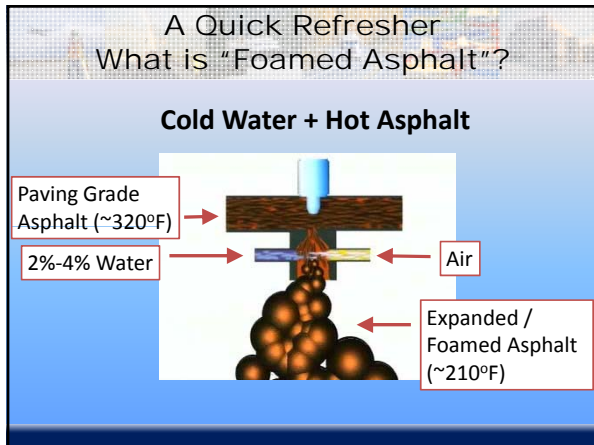 A Quick Refresher
What is “Foamed Asphalt”?
Cold Water + Hot Asphalt
Paving Grade
Asphalt (~320ºF)
2%-4% Water
Air
Expanded /
Foamed Asphalt
(~210ºF)